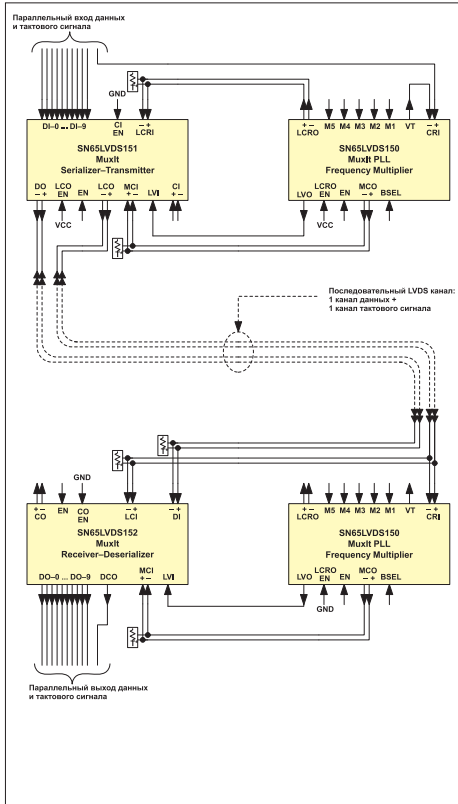 Параллельный вход данных
и тактового сигнала
GND
DI–0 ... DI–9
CI
EN
– +
LCRI
SN65LVDS151
MuxIt
Serializer–Transmitter
DO
– +
LCO
EN
EN
LCO
– +
MCI
+ –
LVI
CI
– +
VCC
+ –
LCRO
M5
M4
M3
M2
M1
VT
– +
CRI
SN65LVDS150
MuxIt PLL
Frequency Multiplier
LVO
LCRO
EN
EN
MCO
– +
BSEL
VCC
Последовательный LVDS канал:
1 канал данных +
1 канал тактового сигнала
GND
+ –
CO
EN
CO
EN
– +
LCI
– +
DI
SN65LVDS152
MuxIt
Receiver–Deserializer
DO–0 ... DO–9
DCO
MCI
+ –
LVI
+ –
LCRO
M5
M4
M3
M2
M1
VT
– +
CRI
SN65LVDS150
MuxIt PLL
Frequency Multiplier
LVO
LCRO
EN
EN
MCO
– +
BSEL
GND
Параллельный выход данных
и тактового сигнала